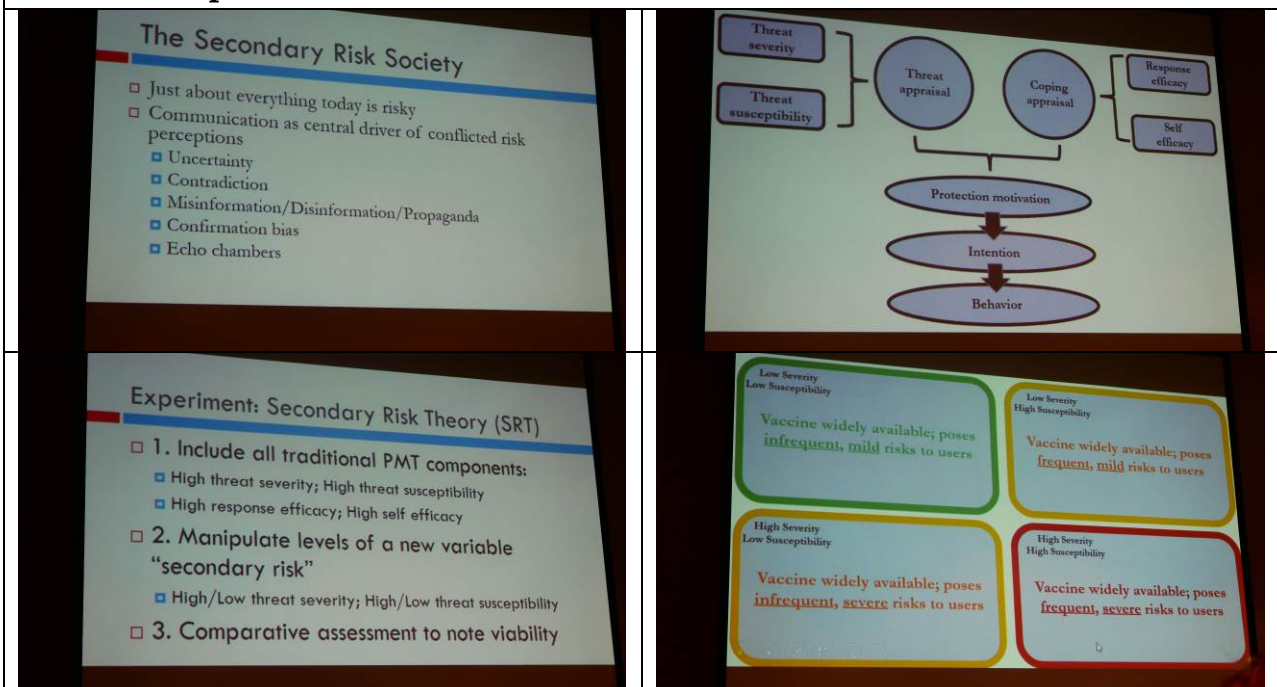 The Secondary Risk Society
Just about everything today is risky
Communication as central driver of conflicted risk
perceptions
Uncertainty
Contradiction
Misinformation/Disinformation/Propaganda
Confirmation bias
Echo chambers
Threat
severity
Threat
susceptibility
Threat
appraisal
Coping
appraisal
Response
efficacy
Self
efficacy
Protection motivation
Intention
Behavior
Experiment: Secondary Risk Theory (SRT)
1. Include all traditional PMT components:
High threat severity; High threat susceptibility
High response efficacy; High self efficacy
2. Manipulate levels of a new variable
“secondary risk”
High/Low threat severity; High/Low threat susceptibility
3. Comparative assessment to note viability
Low Severity
Low Susceptibility
Vaccine widely available; poses
infrequent, mild risks to users
Low Severity
High Susceptibility
Vaccine widely available; poses
frequent, mild risks to users
High Severity
Low Susceptibility
Vaccine widely available; poses
infrequent, severe risks to users
High Severity
High Susceptibility
Vaccine widely available; poses
frequent, severe risks to users